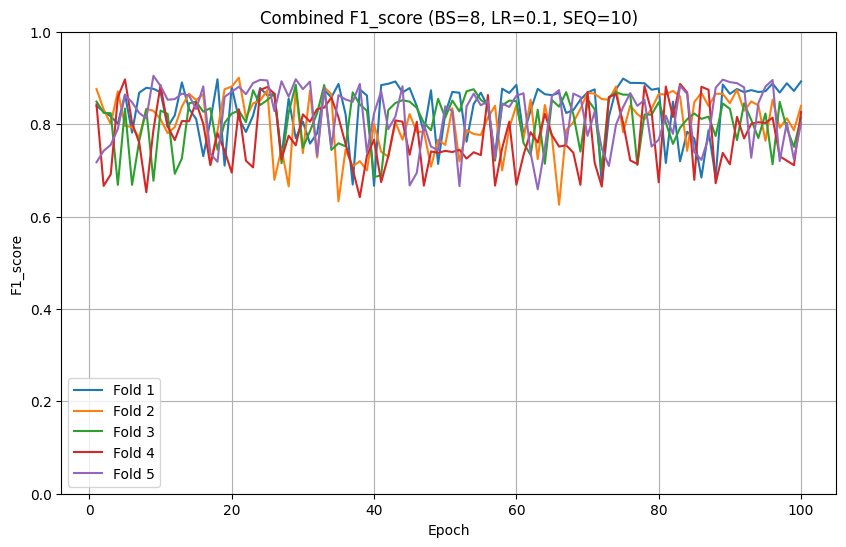 Combined F1_score (BS=8, LR=0.1, SEQ=10)
1.0
0.8
0.6
0.4
0.2
0.0
F1_score
Fold 1
Fold 2
Fold 3
Fold 4
Fold 5
0 20 40 60 80 100
Epoch